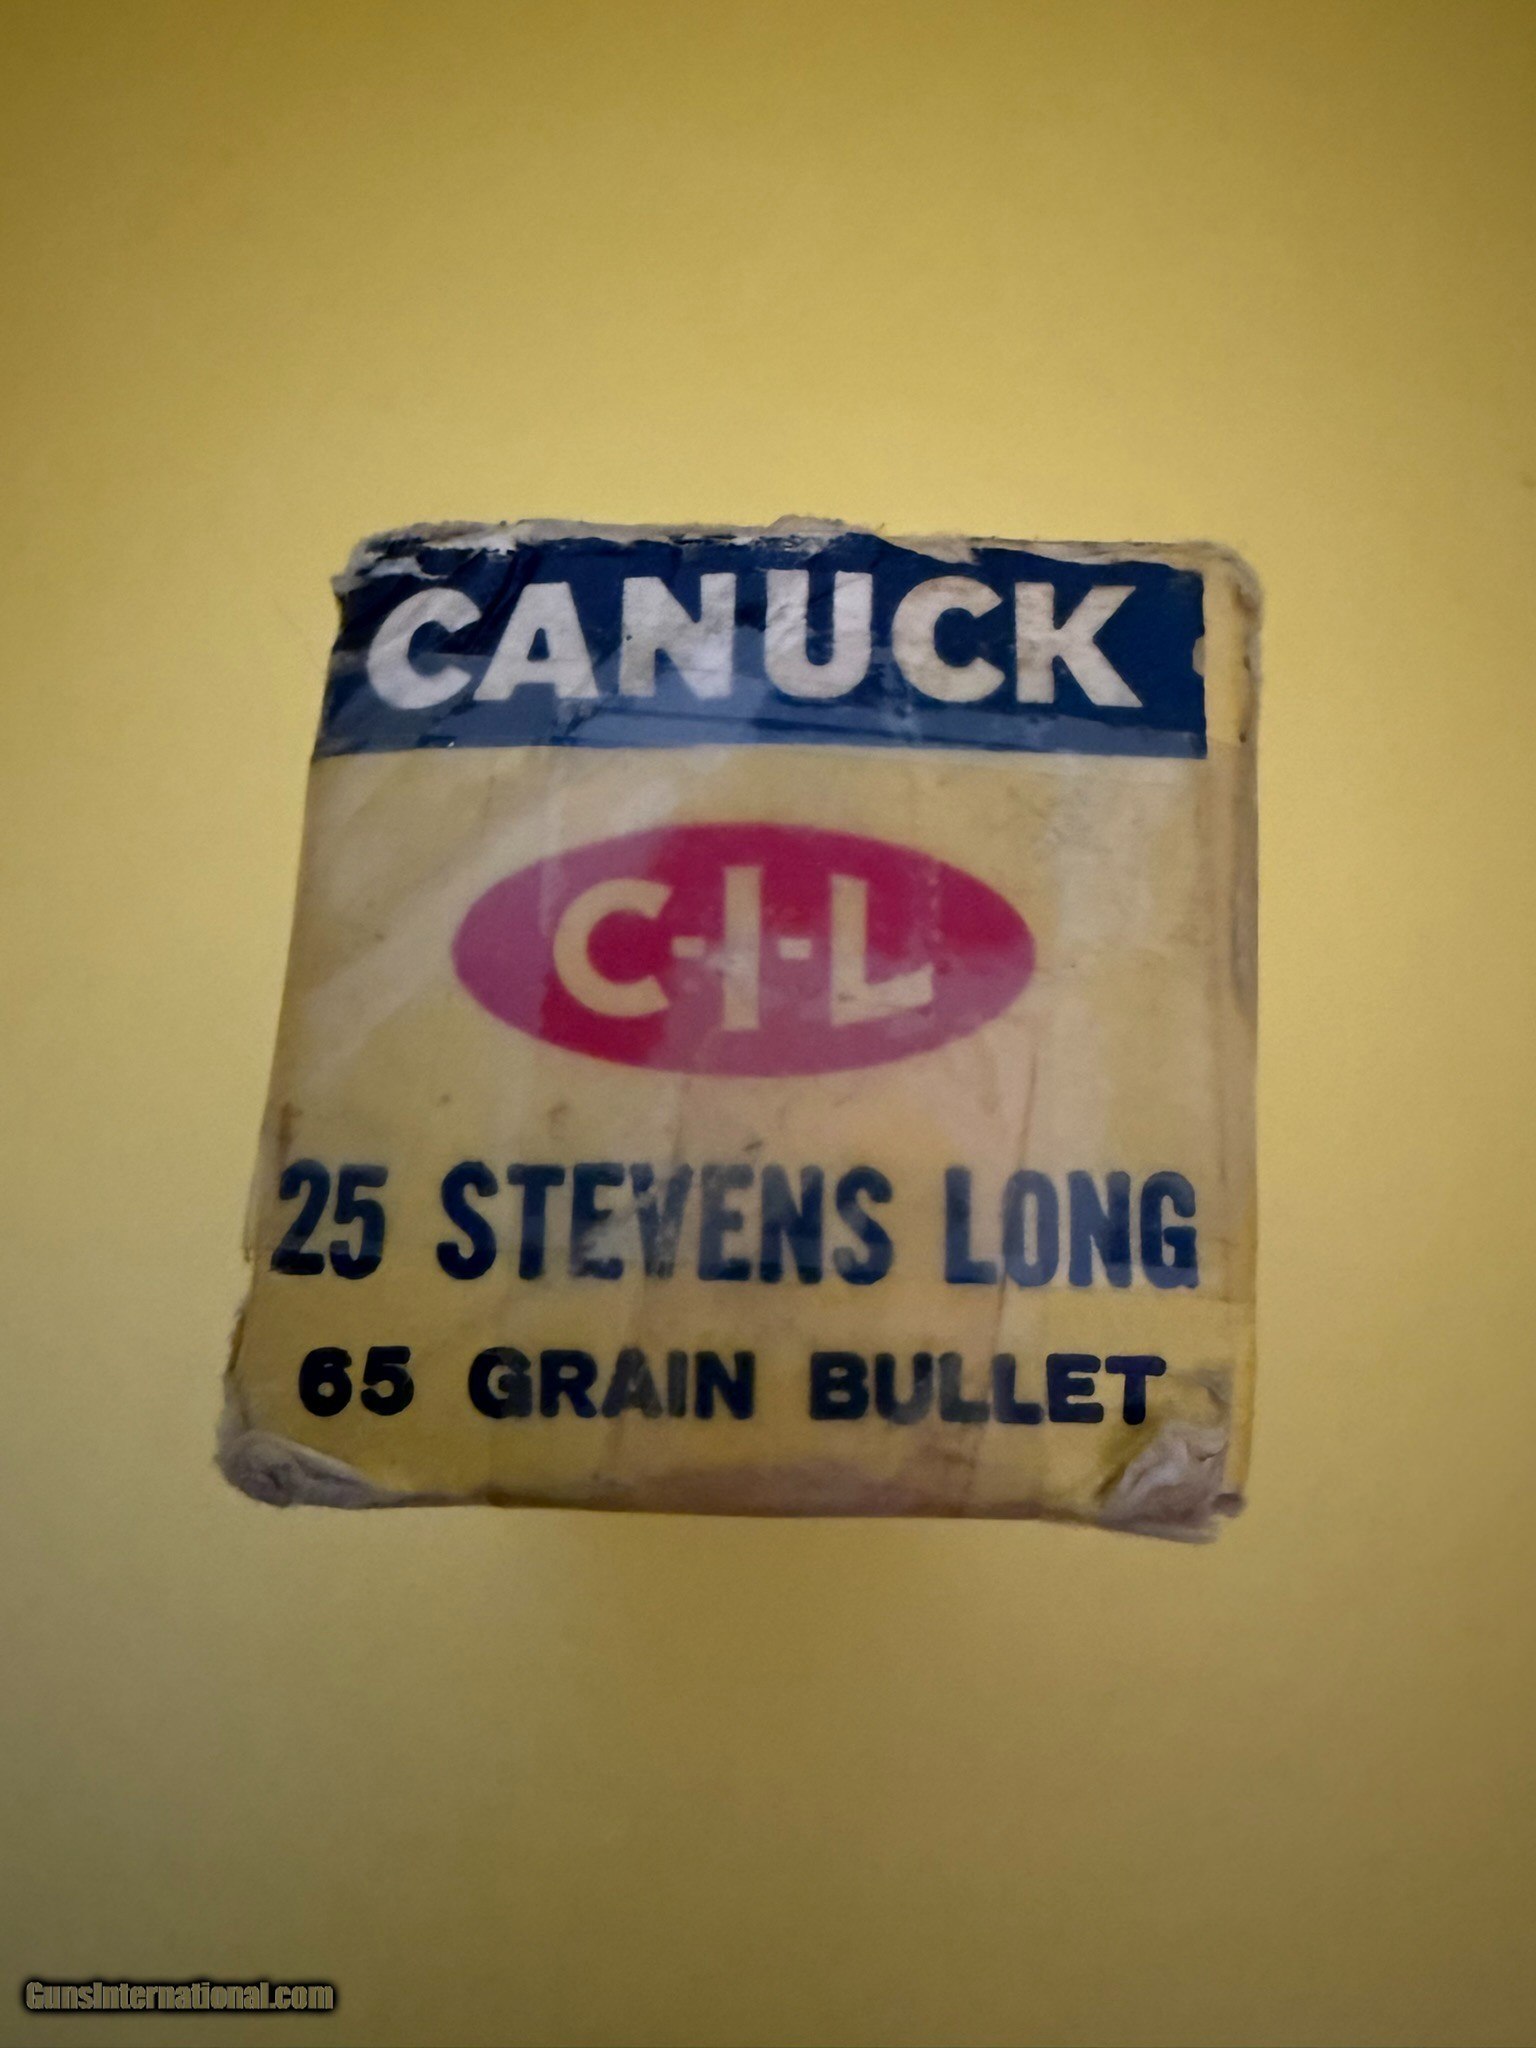 CANUCK
C-I-L
25 STEVENS LONG
65 GRAIN BULLET
GunsInternational.com